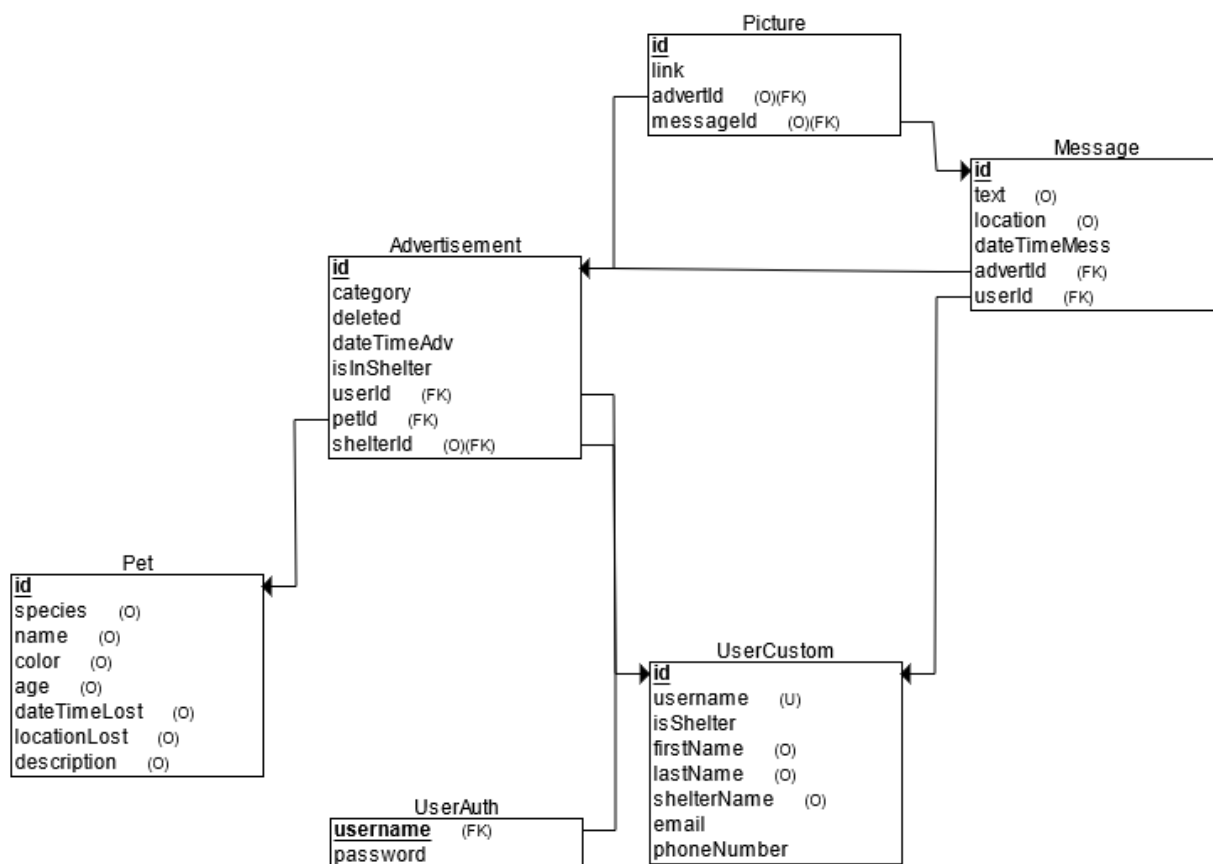 Picture
id
link
advertId (O)(FK)
messageId (O)(FK)
Message
id
text (O)
location (O)
dateTimeMess
advertId (FK)
userId (FK)
Advertisement
id
category
deleted
dateTimeAdv
isInShelter
userId (FK)
petId (FK)
shelterId (O)(FK)
Pet
id
species (O)
name (O)
color (O)
age (O)
dateTimeLost (O)
locationLost (O)
description (O)
UserCustom
id
username (U)
isShelter
firstName (O)
lastName (O)
shelterName (O)
email
phoneNumber
UserAuth
username (FK)
password